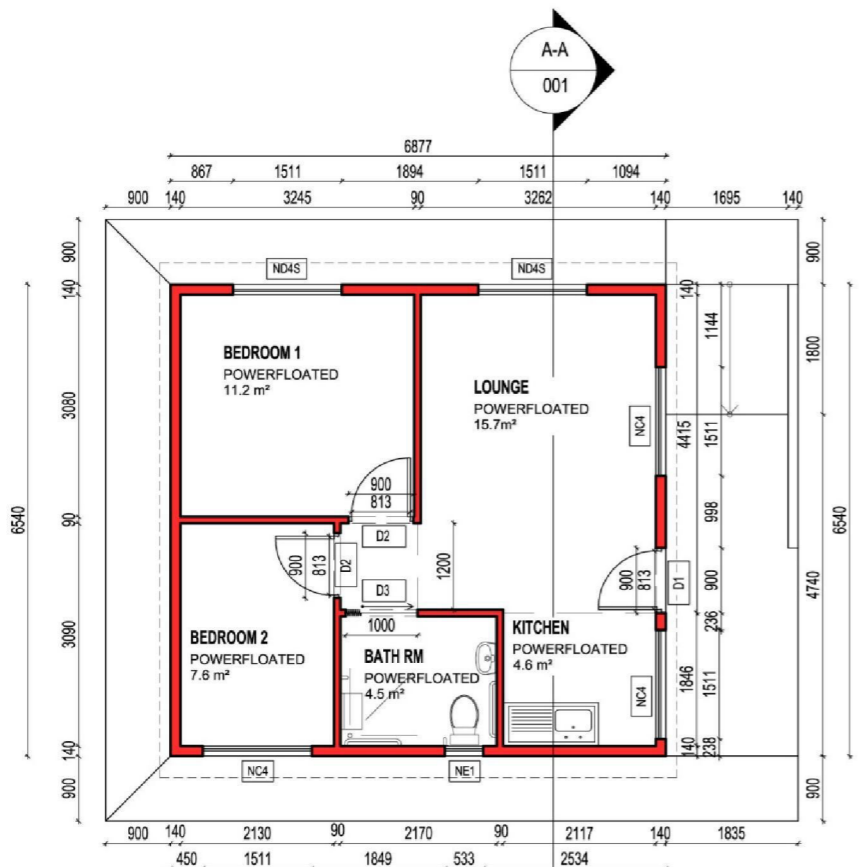 A-A
001
6877
867 1511 1894 1511 1094
900 140 3245 90 3262 140 1695 140
ND4S ND4S
900
140
3080
90
3090
140
900
6540
BEDROOM 1
POWERFLOATED
11.2 m²
LOUNGE
POWERFLOATED
15.7m²
NC4
900
813
D2
D2
900
813
D3
1000
1200
900
813
D1
BEDROOM 2
POWERFLOATED
7.6 m²
BATH RM
POWERFLOATED
4.5 m²
KITCHEN
POWERFLOATED
4.6 m²
NC4
140
4415
1846
140
1144
1511
998
900
236
1511
238
900
1800
4740
900
6540
NC4 NE1
900 140 2130 90 2170 90 2117 140 1835
450 1511 1849 533 2534